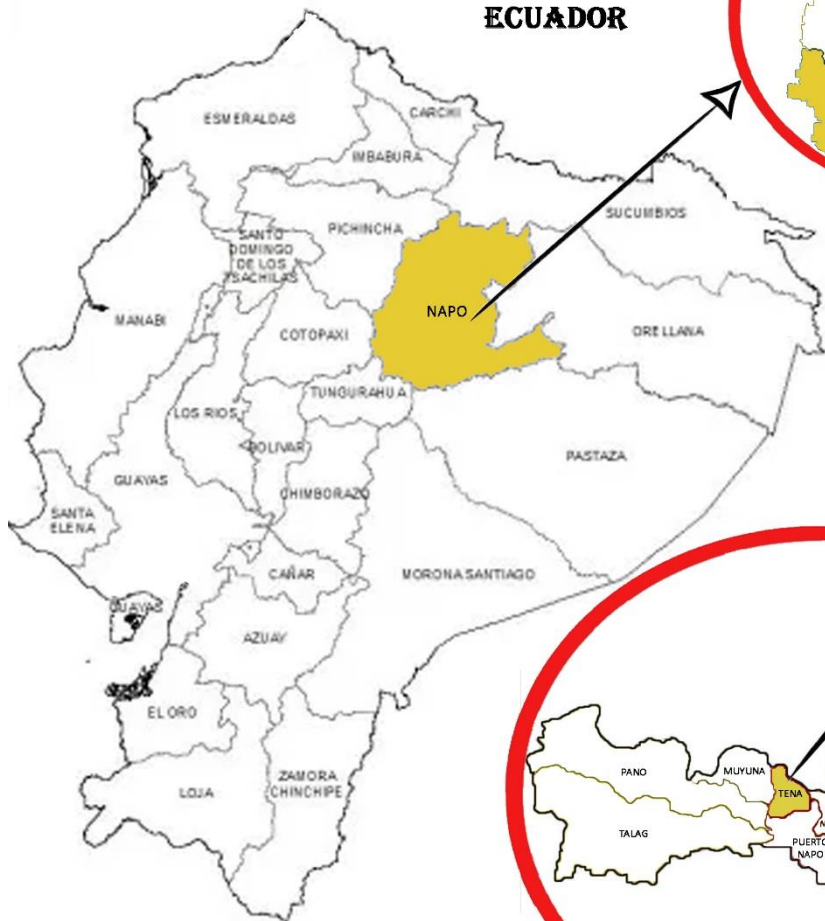 ECUADOR
ESMERALDAS
CARCHI
IMBABURA
SUCUMBIOS
PICHINCHA
SANTO
DOMINGO
DE LOS
TSACHILAS
NAPO
MANABI
COTOPAXI
ORELLANA
TUNGURAHUA
LOS RIOS
BOLIVAR
PASTAZA
GUAYAS
CHIMBORAZO
SANTA
ELENA
CAÑAR
MORONA SANTIAGO
GUAYAS
AZUAY
EL ORO
ZAMORA
CHINCHIPE
LOJA
PANO
MUYUNA
TENA
TALAG
PUERTO
NAPO